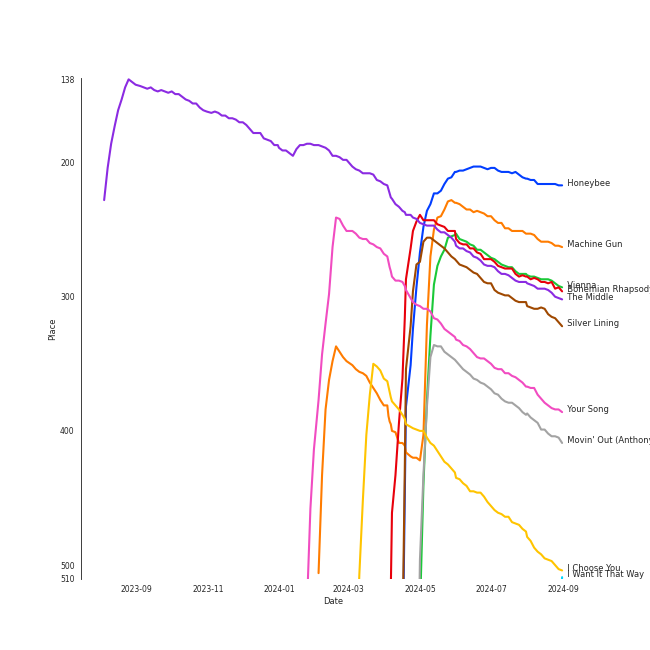 138
200
300
400
500
510
Place
2023-09
2023-11
2024-01
2024-03
2024-05
2024-07
2024-09
Date
Honeybee
Machine Gun
Vienna
Bohemian Rhapsod
The Middle
Silver Lining
Your Song
Movin' Out (Anthony
I Choose You
I Want It That Way